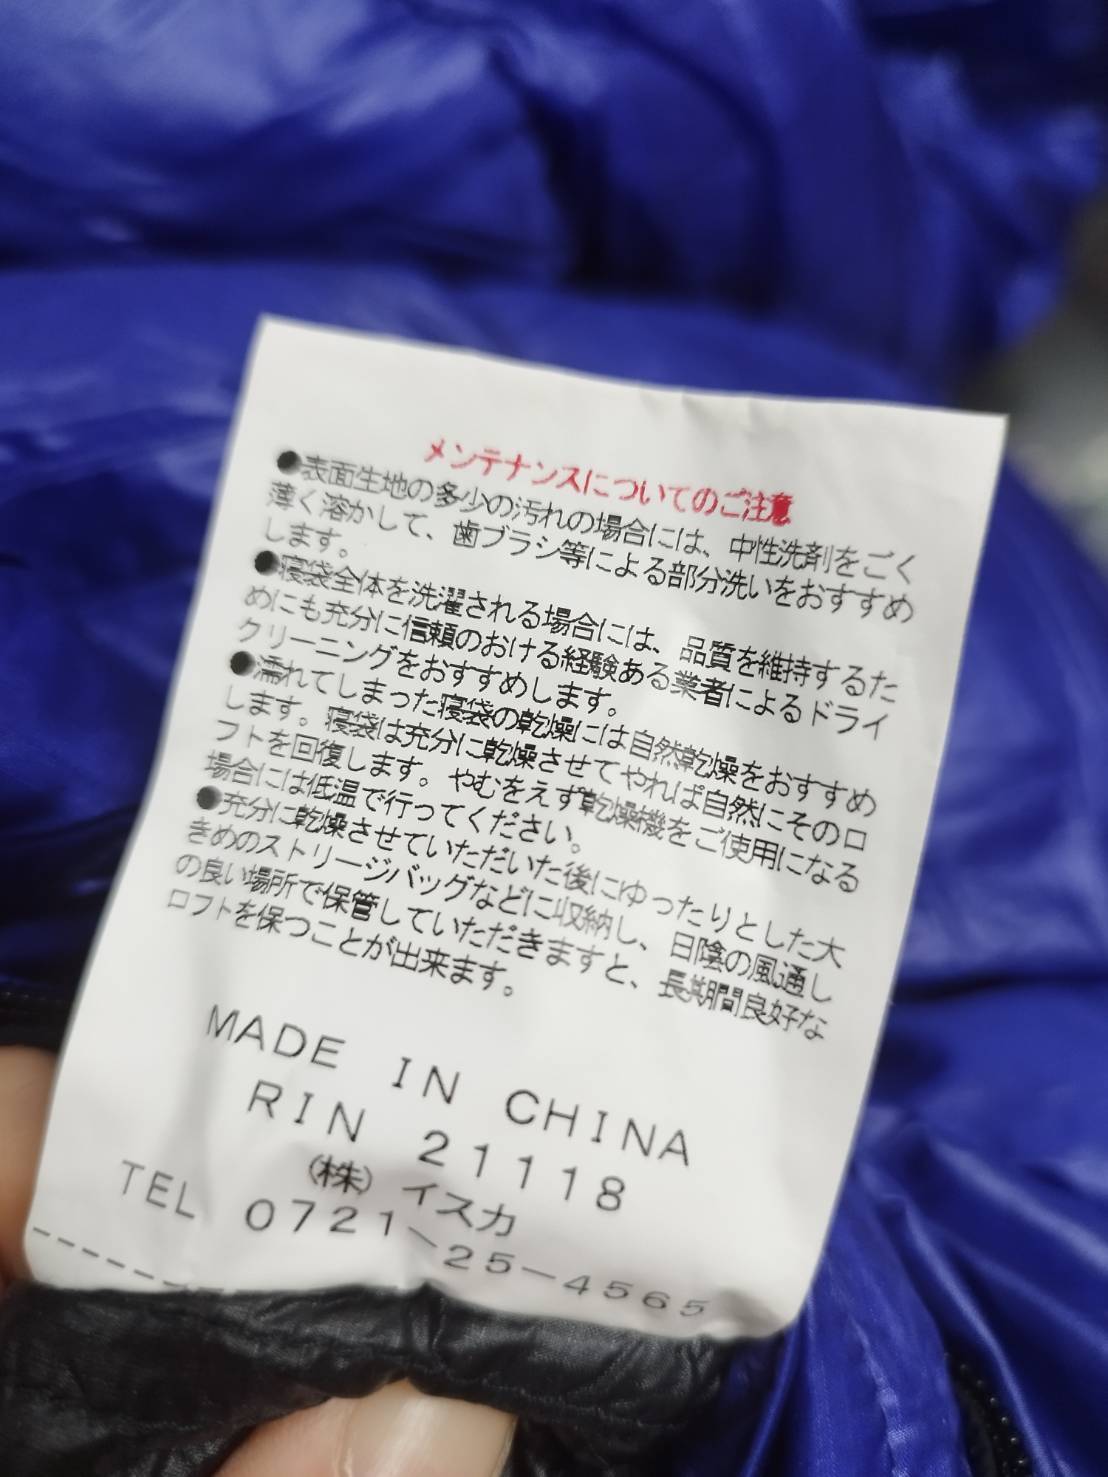 メンテナンスについてのご注意
●表面生地の多少の汚れの場合には、中性洗剤をごく
薄く溶かして、歯ブラシ等による部分洗いをおすすめ
します。
●寝袋全体を洗濯される場合には、品質を維持するた
めにも充分に信頼のおける経験ある業者によるドライ
クリーニングをおすすめします。
●濡れてしまった寝袋の乾燥には自然乾燥をおすすめ
します。寝袋は充分に乾燥させてやれば自然にそのロ
フトを回復します。やむをえず乾燥機をご使用になる
場合には低温で行ってください。
●充分に乾燥させていただいた後にゆったりとした大
きめのストリージバッグなどに収納し、日陰の風通し
の良い場所で保管していただきますと、長期間良好な
ロフトを保つことが出来ます。
MADE IN CHINA
RIN 21118
(株) イスカ
TEL 0721-25-4565